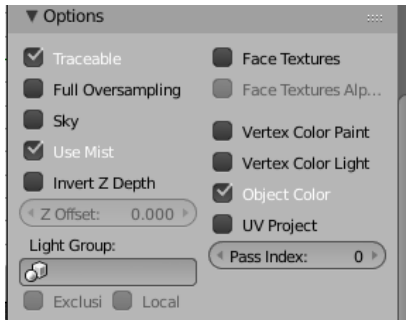 Options
Traceable
Full Oversampling
Sky
Use Mist
Invert Z Depth
Z Offset: 0.000
Light Group:
Exclusi Local
Face Textures
Face Textures Alp...
Vertex Color Paint
Vertex Color Light
Object Color
UV Project
Pass Index: 0